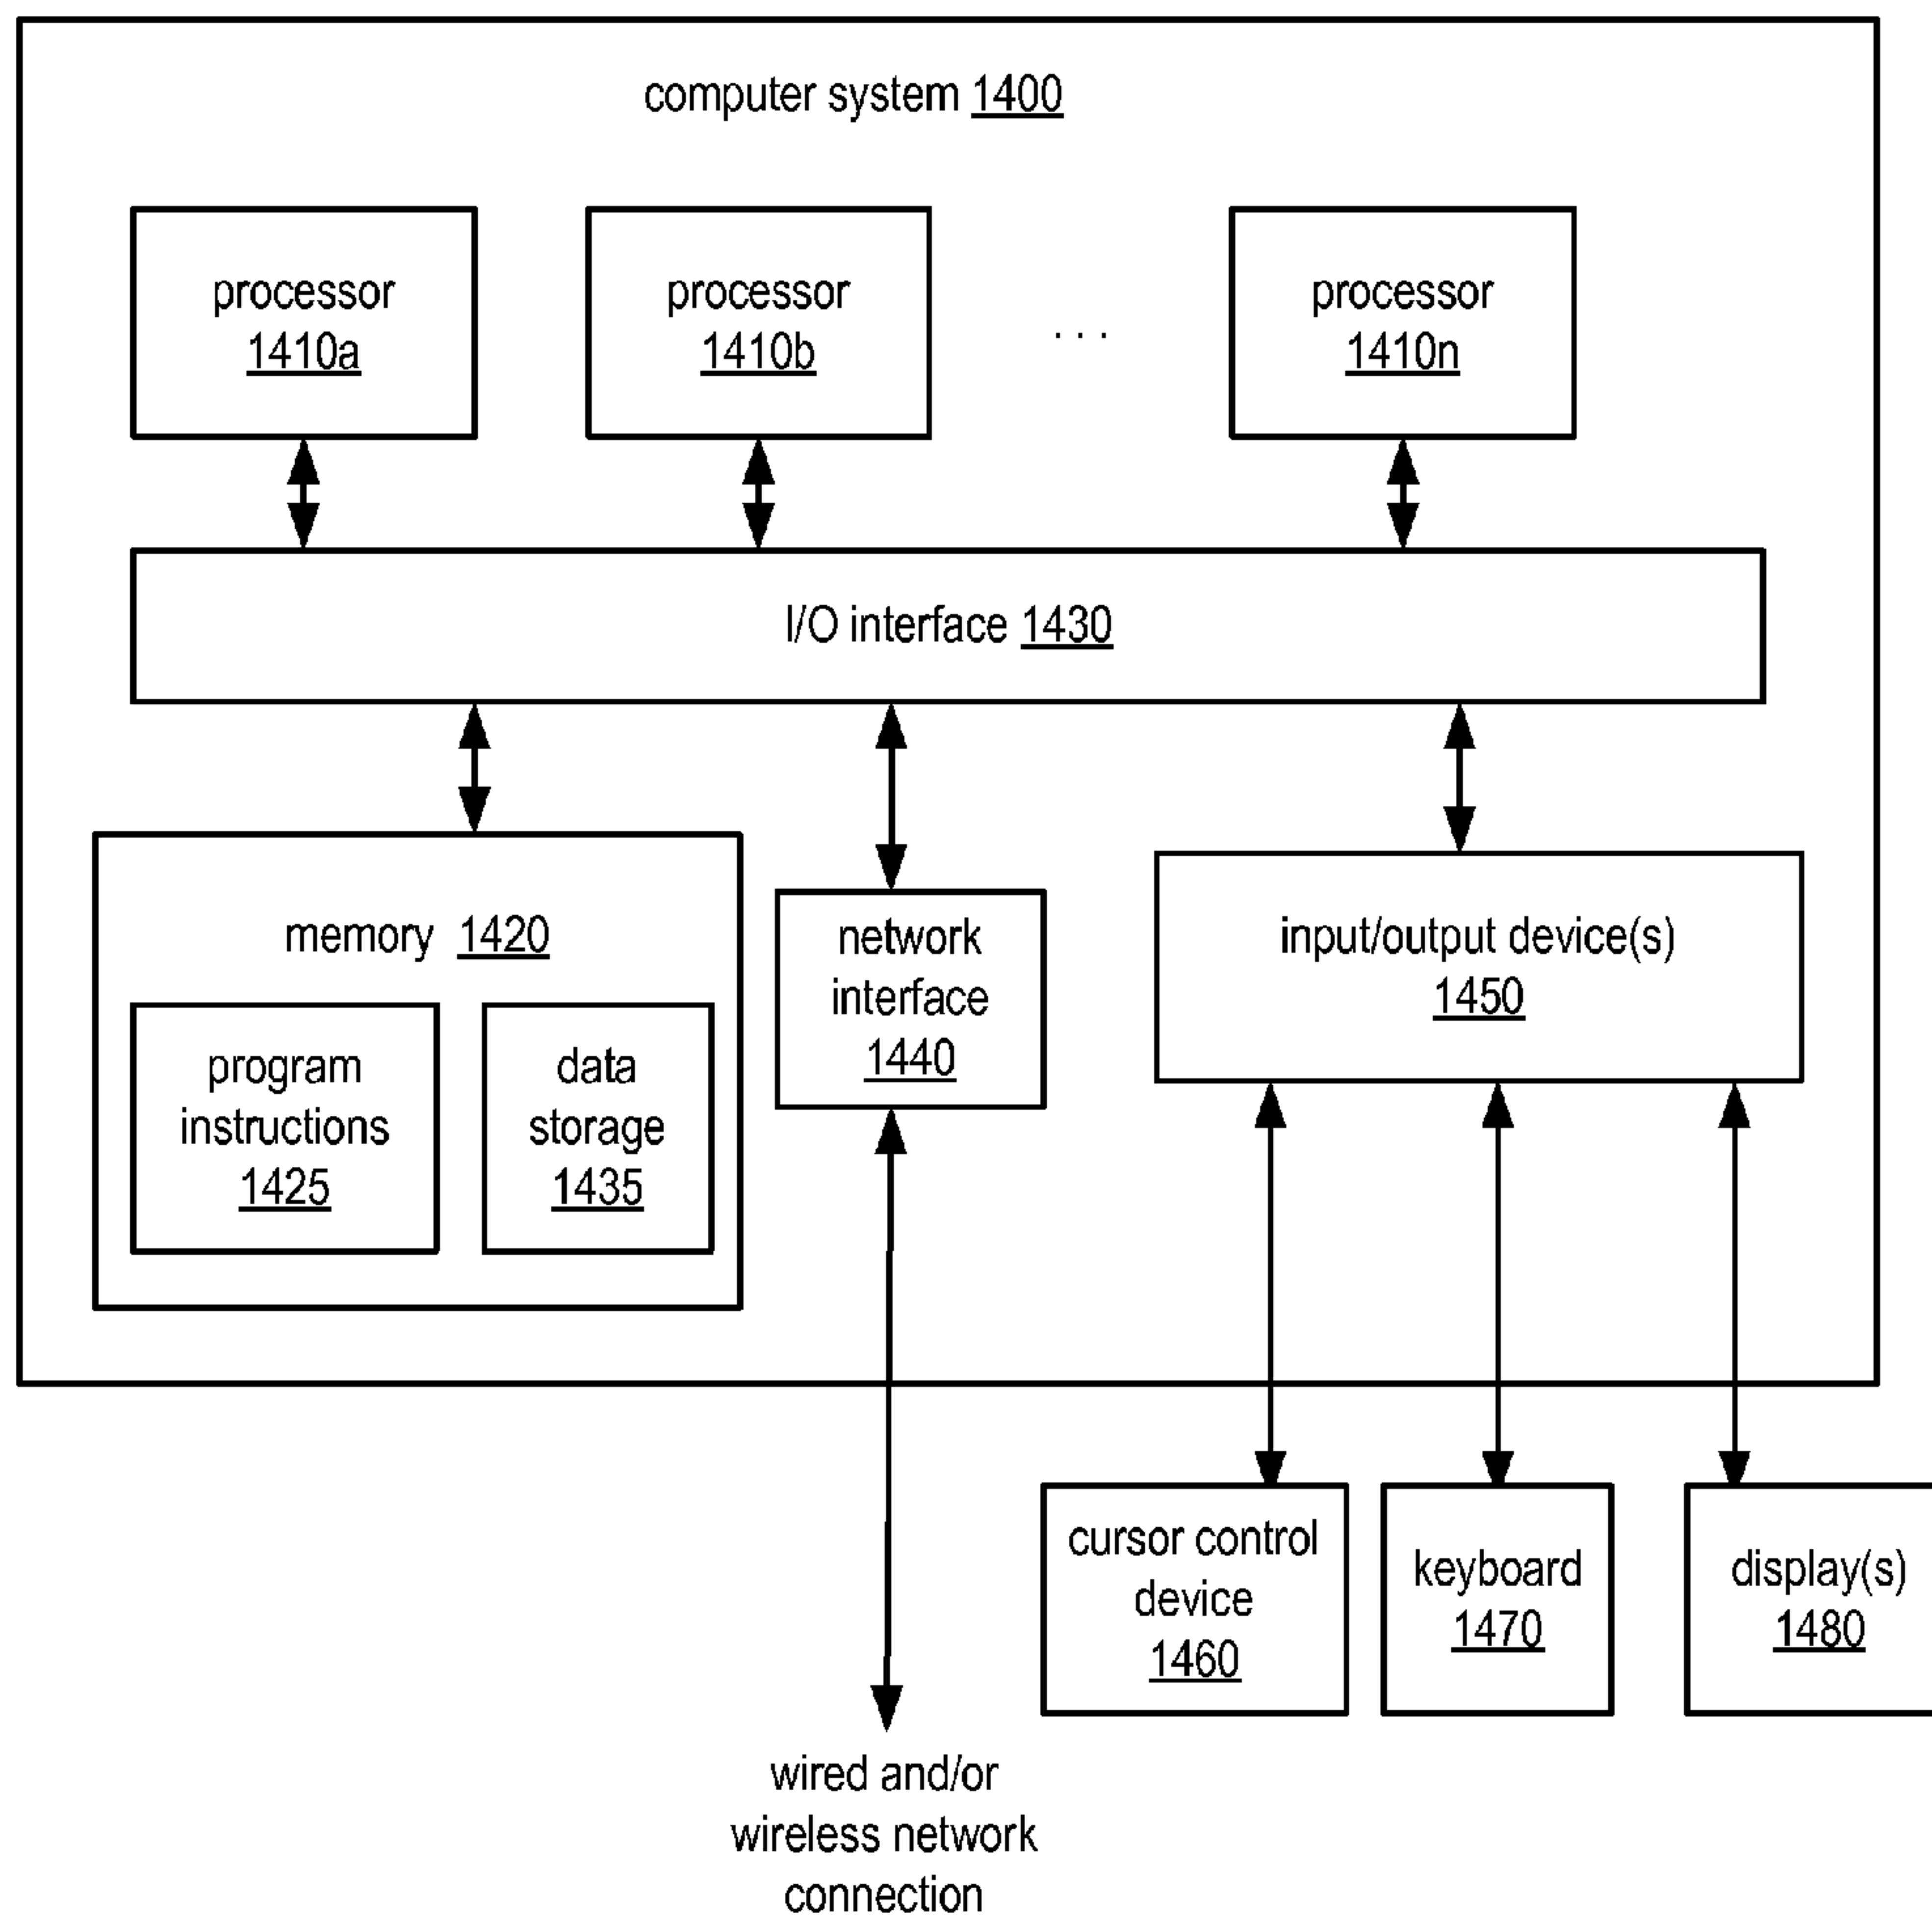 computer system 1400
processor
1410a
processor
1410b
. . .
processor
1410n
I/O interface 1430
memory 1420
program
instructions
1425
data
storage
1435
network
interface
1440
input/output device(s)
1450
cursor control
device
1460
keyboard
1470
display(s)
1480
wired and/or
wireless network
connection